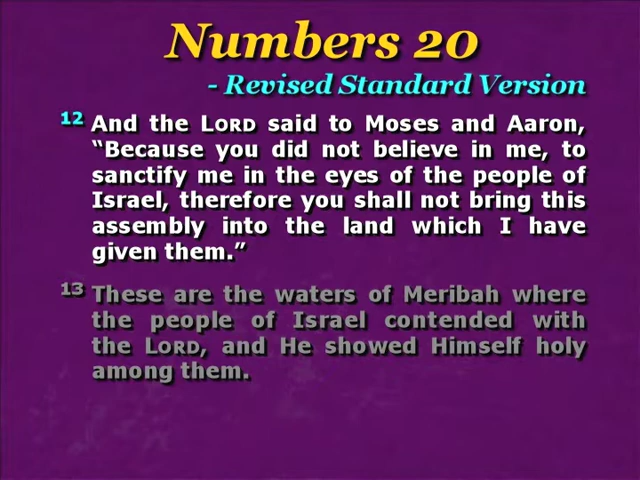 Numbers 20
- Revised Standard Version
12 And the LORD said to Moses and Aaron,
“Because you did not believe in me, to
sanctify me in the eyes of the people of
Israel, therefore you shall not bring this
assembly into the land which I have
given them.”
13 These are the waters of Meribah where
the people of Israel contended with
the LORD, and He showed Himself holy
among them.